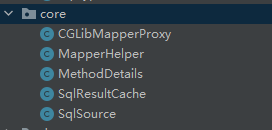 core
CGLibMapperProxy
MapperHelper
MethodDetails
SqlResultCache
SqlSource